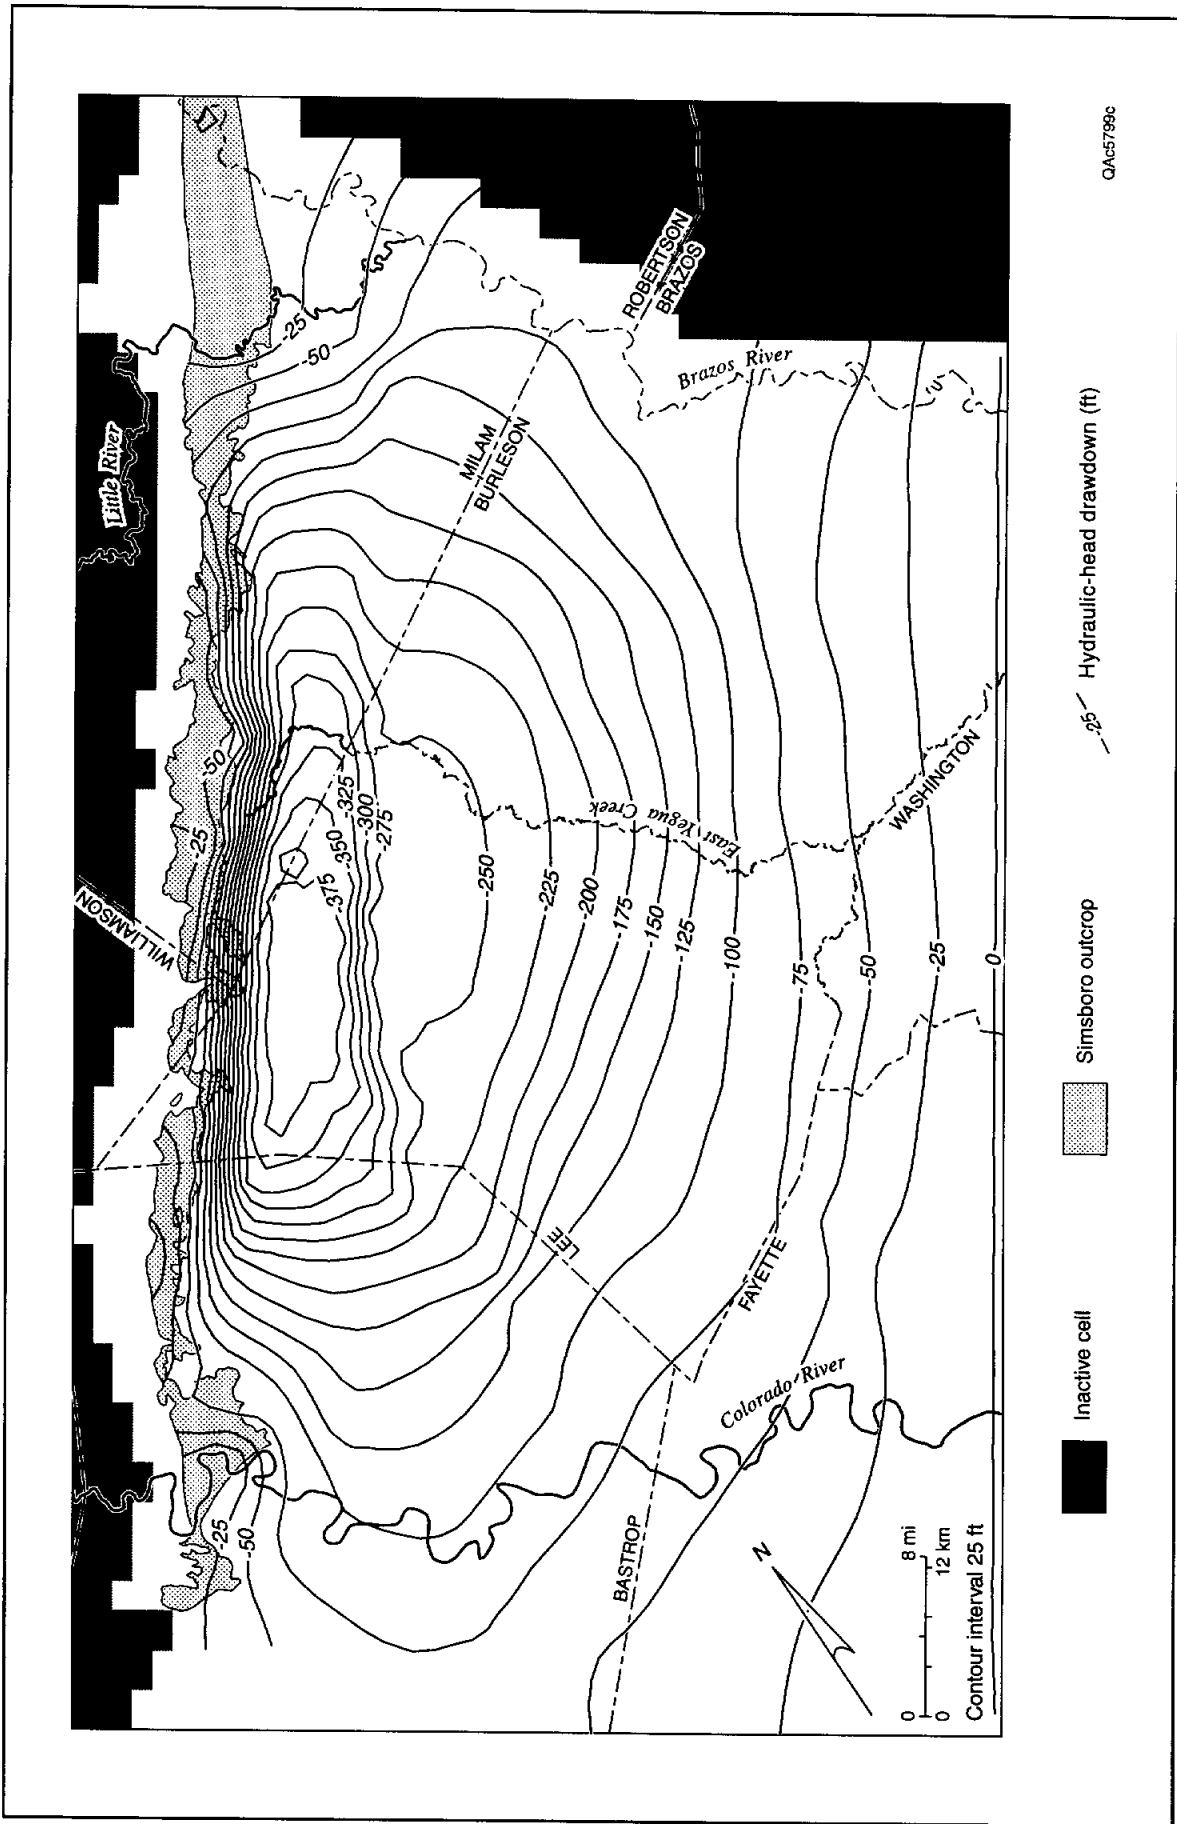 Little River
WILLIAMSON
ROBERTSON
BRAZOS
MILAM
BURLESON
Brazos River
East Yegua Creek
WASHINGTON
LEE
FAYETTE
BASTROP
Colorado River
-25
-50
-50
-25
-25
-50
-375
-350
-325
-300
-275
-250
-225
-200
-175
-150
-125
-100
-75
-50
-25
0
N
0 8 mi
0 12 km
Contour interval 25 ft
Inactive cell
Simsboro outcrop
-25 Hydraulic-head drawdown (ft)
QAc5799c